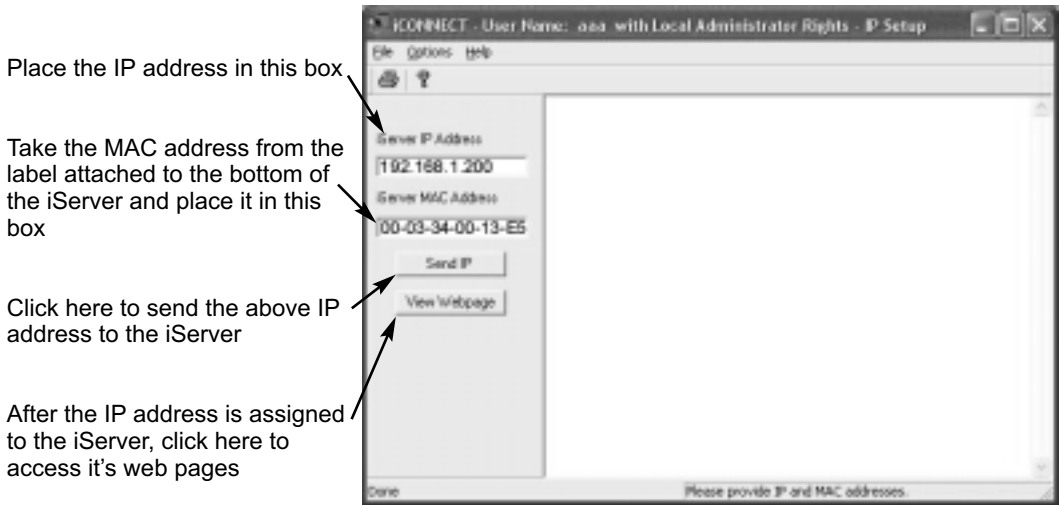 iCONNECT - User Name: aaa with Local Administrator Rights - IP Setup
File Options Help
Place the IP address in this box
iServer IP Address
192.168.1.200
Take the MAC address from the
label attached to the bottom of
the iServer and place it in this
box
iServer MAC Address
00-03-34-00-13-E5
Send IP
View Webpage
Click here to send the above IP
address to the iServer
After the IP address is assigned
to the iServer, click here to
access it's web pages
Done
Please provide IP and MAC addresses.